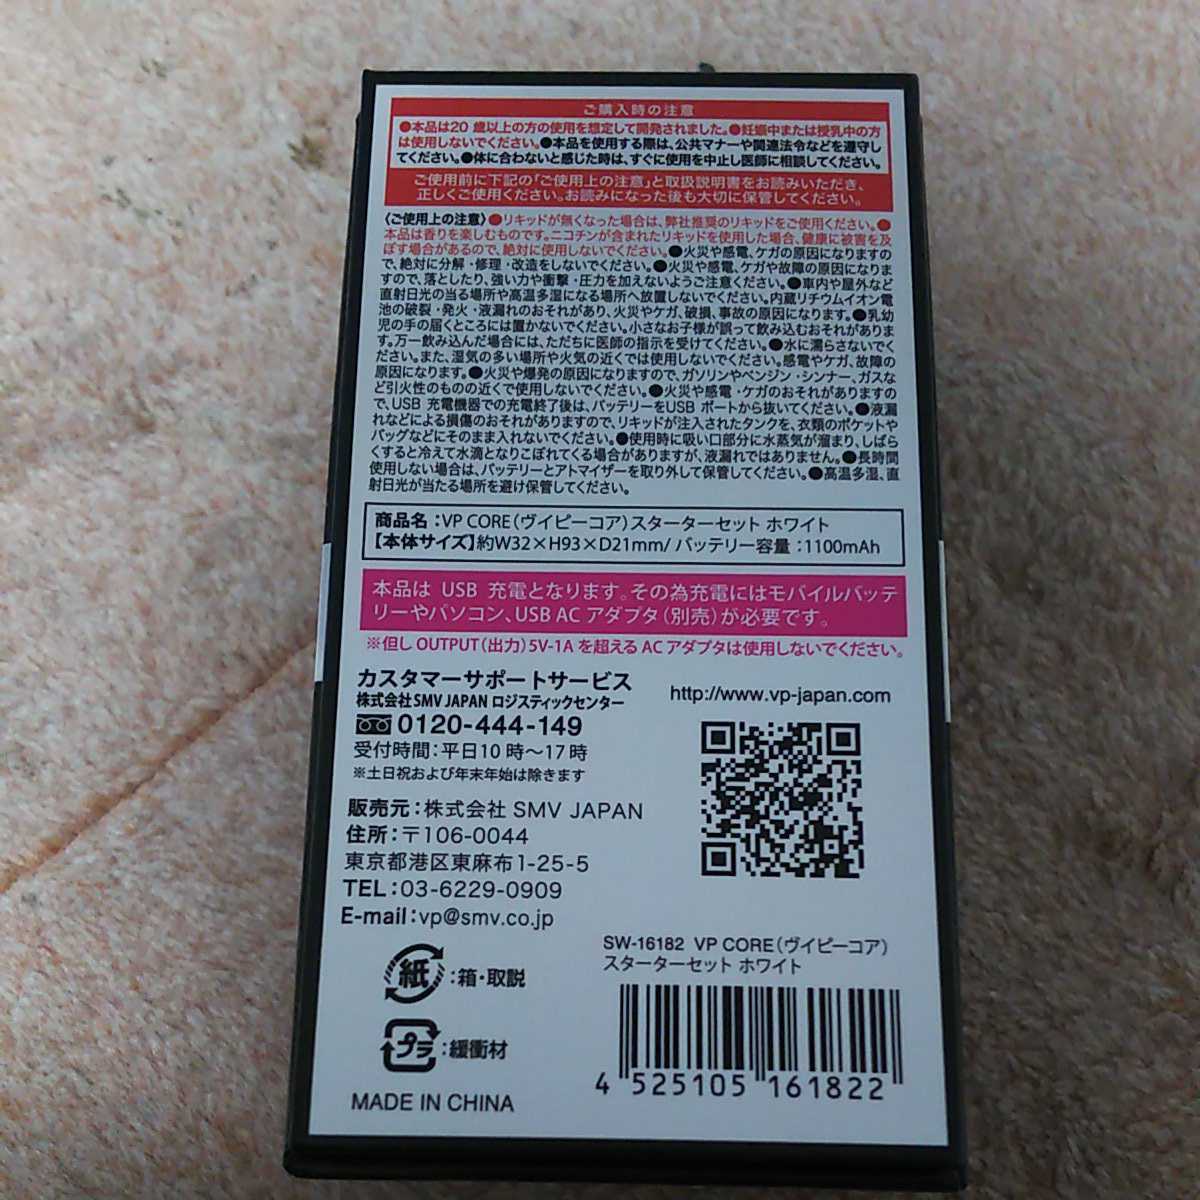 ご購入時の注意
●本品は20 歳以上の方の使用を想定して開発されました。●妊娠中または授乳中の方
は使用しないでください。●本品を使用する際は、公共マナーや関連法令などを遵守し
てください。●体に合わないと感じた時は、すぐに使用を中止し医師に相談してください。
ご使用前に下記の「ご使用上の注意」と取扱説明書をお読みいただき、
正しくご使用ください。お読みになった後も大切に保管してください。
〈ご使用上の注意〉●リキッドが無くなった場合は、弊社推奨のリキッドをご使用ください。●
本品は香りを楽しむものです。ニコチンが含まれたリキッドを使用した場合、健康に被害を及
ぼす場合があるので、絶対に使用しないでください。●火災や感電、ケガの原因になりますの
で、絶対に分解・修理・改造をしないでください。●火災や感電、ケガや故障の原因になりま
すので、落としたり、強い力や衝撃・圧力を加えないようご注意ください。●車内や屋外など
直射日光の当る場所や高温多湿になる場所へ放置しないでください。内蔵リチウムイオン電
池の破裂・発火・液漏れのおそれがあり、火災やケガ、破損、事故の原因になります。●乳幼
児の手の届くところには置かないでください。小さなお子様が誤って飲み込むおそれがありま
す。万一飲み込んだ場合には、ただちに医師の指示を受けてください。●水に濡らさないでく
ださい。また、湿気の多い場所や火気の近くでは使用しないでください。感電やケガ、故障の
原因になります。●火災や爆発の原因になりますので、ガソリンやベンジン・シンナー、ガスな
ど引火性のものの近くで使用しないでください。●火災や感電・ケガのおそれがありますの
で、USB 充電機器での充電終了後は、バッテリーをUSB ポートから抜いてください。●液漏
れなどによる損傷のおそれがありますので、リキッドが注入されたタンクを、衣類のポケットや
バッグなどにそのまま入れないでください。●使用時に吸い口部分に水蒸気が溜まり、しばら
くすると冷えて水滴となりこぼれてくる場合がありますが、液漏れではありません。●長時間
使用しない場合は、バッテリーとアトマイザーを取り外して保管してください。●高温多湿、直
射日光が当たる場所を避け保管してください。
商品名：VP CORE（ヴイピーコア）スターターセット ホワイト
【本体サイズ】約W32×H93×D21mm/ バッテリー容量：1100mAh
本品は USB 充電となります。その為充電にはモバイルバッテ
リーやパソコン、USB AC アダプタ（別売）が必要です。
※但し OUTPUT（出力）5V-1A を超える AC アダプタは使用しないでください。
カスタマーサポートサービス
株式会社SMV JAPAN ロジスティックセンター
0120-444-149
受付時間：平日10 時～17 時
※土日祝および年末年始は除きます
http://www.vp-japan.com
販売元：株式会社 SMV JAPAN
住所：〒106-0044
東京都港区東麻布1-25-5
TEL：03-6229-0909
E-mail：vp@smv.co.jp
紙：箱・取説
プラ：緩衝材
MADE IN CHINA
SW-16182 VP CORE（ヴイピーコア）
スターターセット ホワイト
4 525105 161822